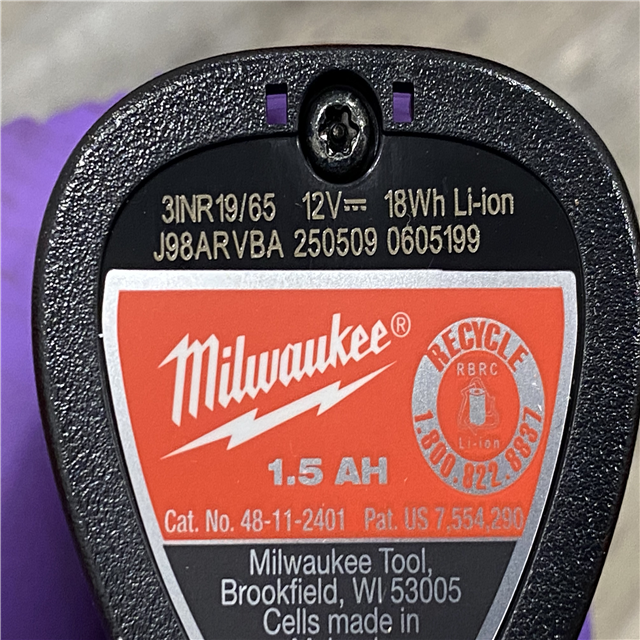 3INR19/65 12V⎓ 18Wh Li-ion
J98ARVBA 250509 0605199
Milwaukee®
RECYCLE
RBRC
Li-ion
1.800.822.8837
1.5 AH
Cat. No. 48-11-2401 Pat. US 7,554,290
Milwaukee Tool,
Brookfield, WI 53005
Cells made in